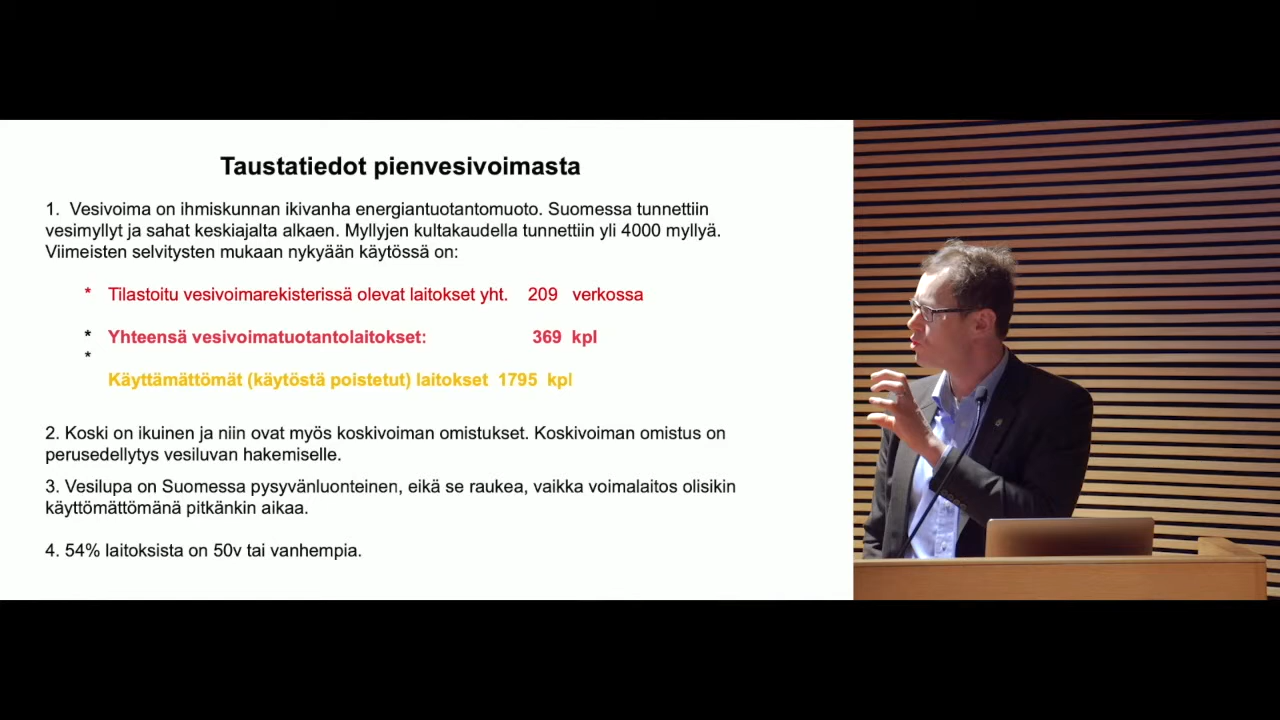 Taustatiedot pienvesivoimasta
1. Vesivoima on ihmiskunnan ikivanha energiantuotantomuoto. Suomessa tunnettiin
vesimyllyt ja sahat keskiajalta alkaen. Myllyjen kultakaudella tunnettiin yli 4000 myllyä.
Viimeisten selvitysten mukaan nykyään käytössä on:
* Tilastoitu vesivoimarekisterissä olevat laitokset yht. 209 verkossa
* Yhteensä vesivoimatuotantolaitokset: 369 kpl
*
Käyttämättömät (käytöstä poistetut) laitokset 1795 kpl
2. Koski on ikuinen ja niin ovat myös koskivoiman omistukset. Koskivoiman omistus on
perusedellytys vesiluvan hakemiselle.
3. Vesilupa on Suomessa pysyvänluonteinen, eikä se raukea, vaikka voimalaitos olisikin
käyttömättömänä pitkänkin aikaa.
4. 54% laitoksista on 50v tai vanhempia.